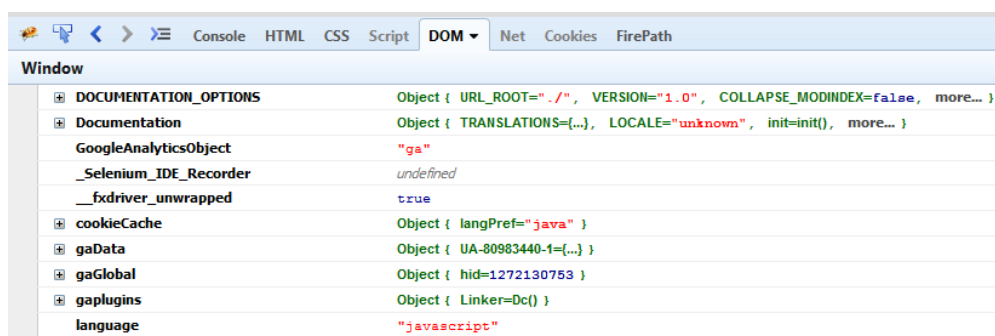 Console HTML CSS Script DOM Net Cookies FirePath
Window
DOCUMENTATION_OPTIONS Object { URL_ROOT="./", VERSION="1.0", COLLAPSE_MODINDEX=false, more... }
Documentation Object { TRANSLATIONS={...}, LOCALE="unknown", init=init(), more... }
GoogleAnalyticsObject "ga"
_Selenium_IDE_Recorder undefined
__fxdriver_unwrapped true
cookieCache Object { langPref="java" }
gaData Object { UA-80983440-1={...} }
gaGlobal Object { hid=1272130753 }
gaplugins Object { Linker=Dc() }
language "javascript"